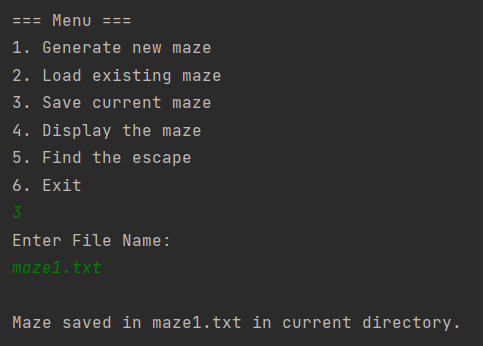 === Menu ===
1. Generate new maze
2. Load existing maze
3. Save current maze
4. Display the maze
5. Find the escape
6. Exit
3
Enter File Name:
maze1.txt
Maze saved in maze1.txt in current directory.